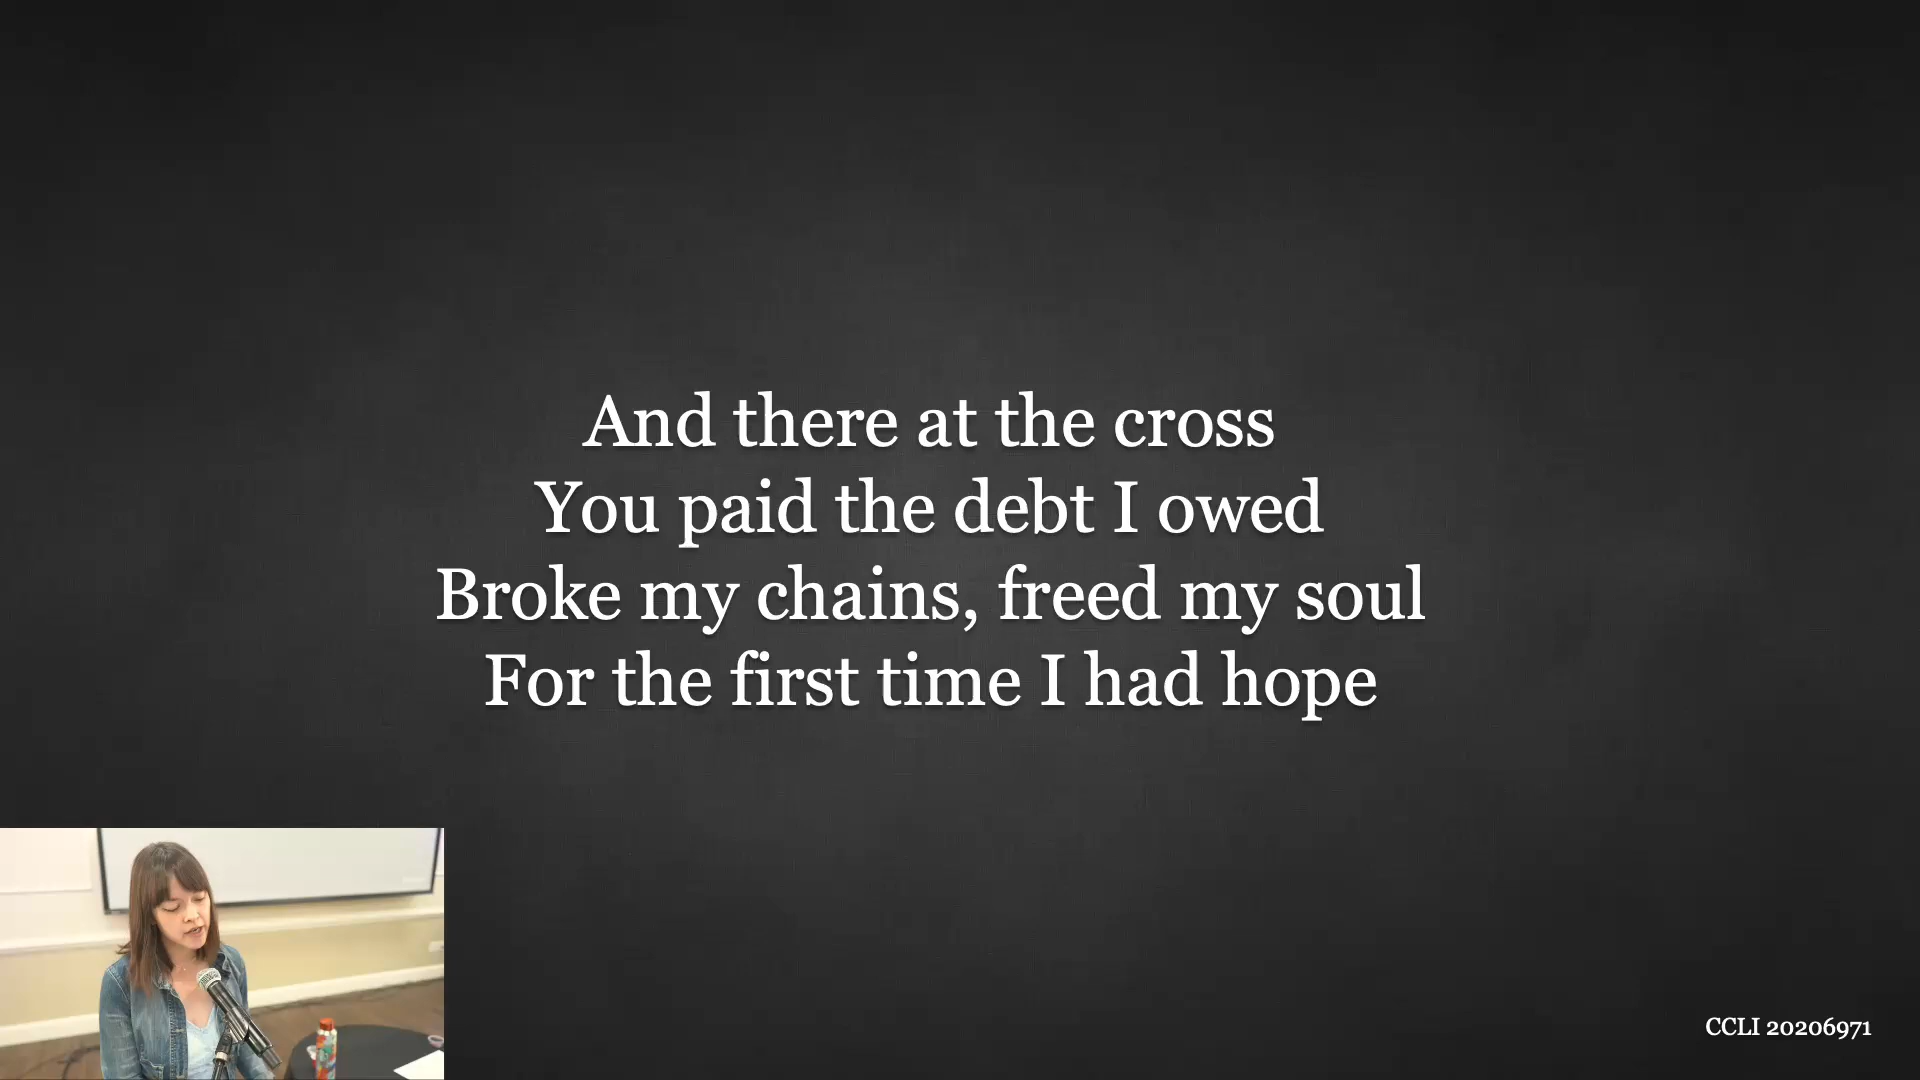 And there at the cross
You paid the debt I owed
Broke my chains, freed my soul
For the first time I had hope
CCLI 20206971